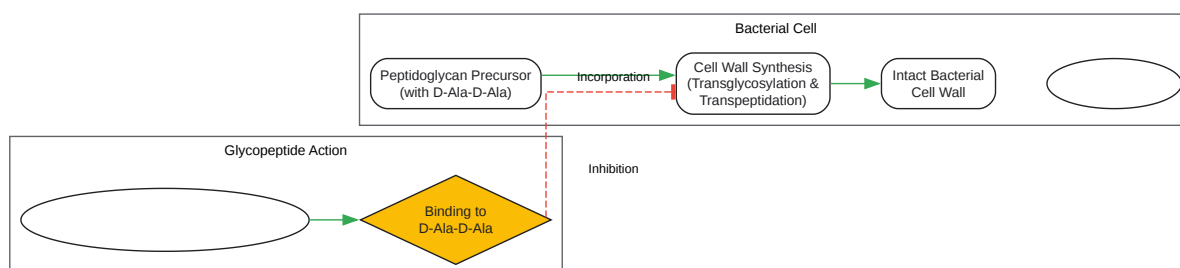 Bacterial Cell
Peptidoglycan Precursor
(with D-Ala-D-Ala)
Incorporation
Cell Wall Synthesis
(Transglycosylation &
Transpeptidation)
Intact Bacterial
Cell Wall
Glycopeptide Action
Inhibition
Binding to
D-Ala-D-Ala